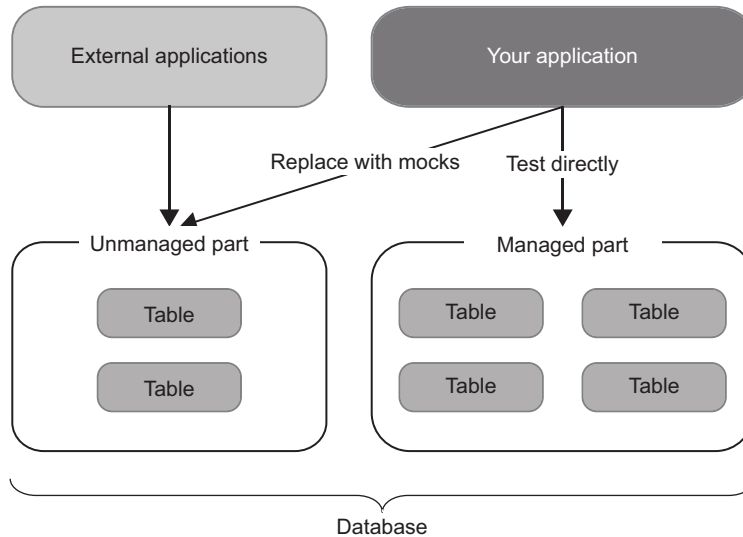 External applications
Your application
Replace with mocks
Test directly
Unmanaged part
Managed part
Table
Table
Table
Table
Table
Table
Database